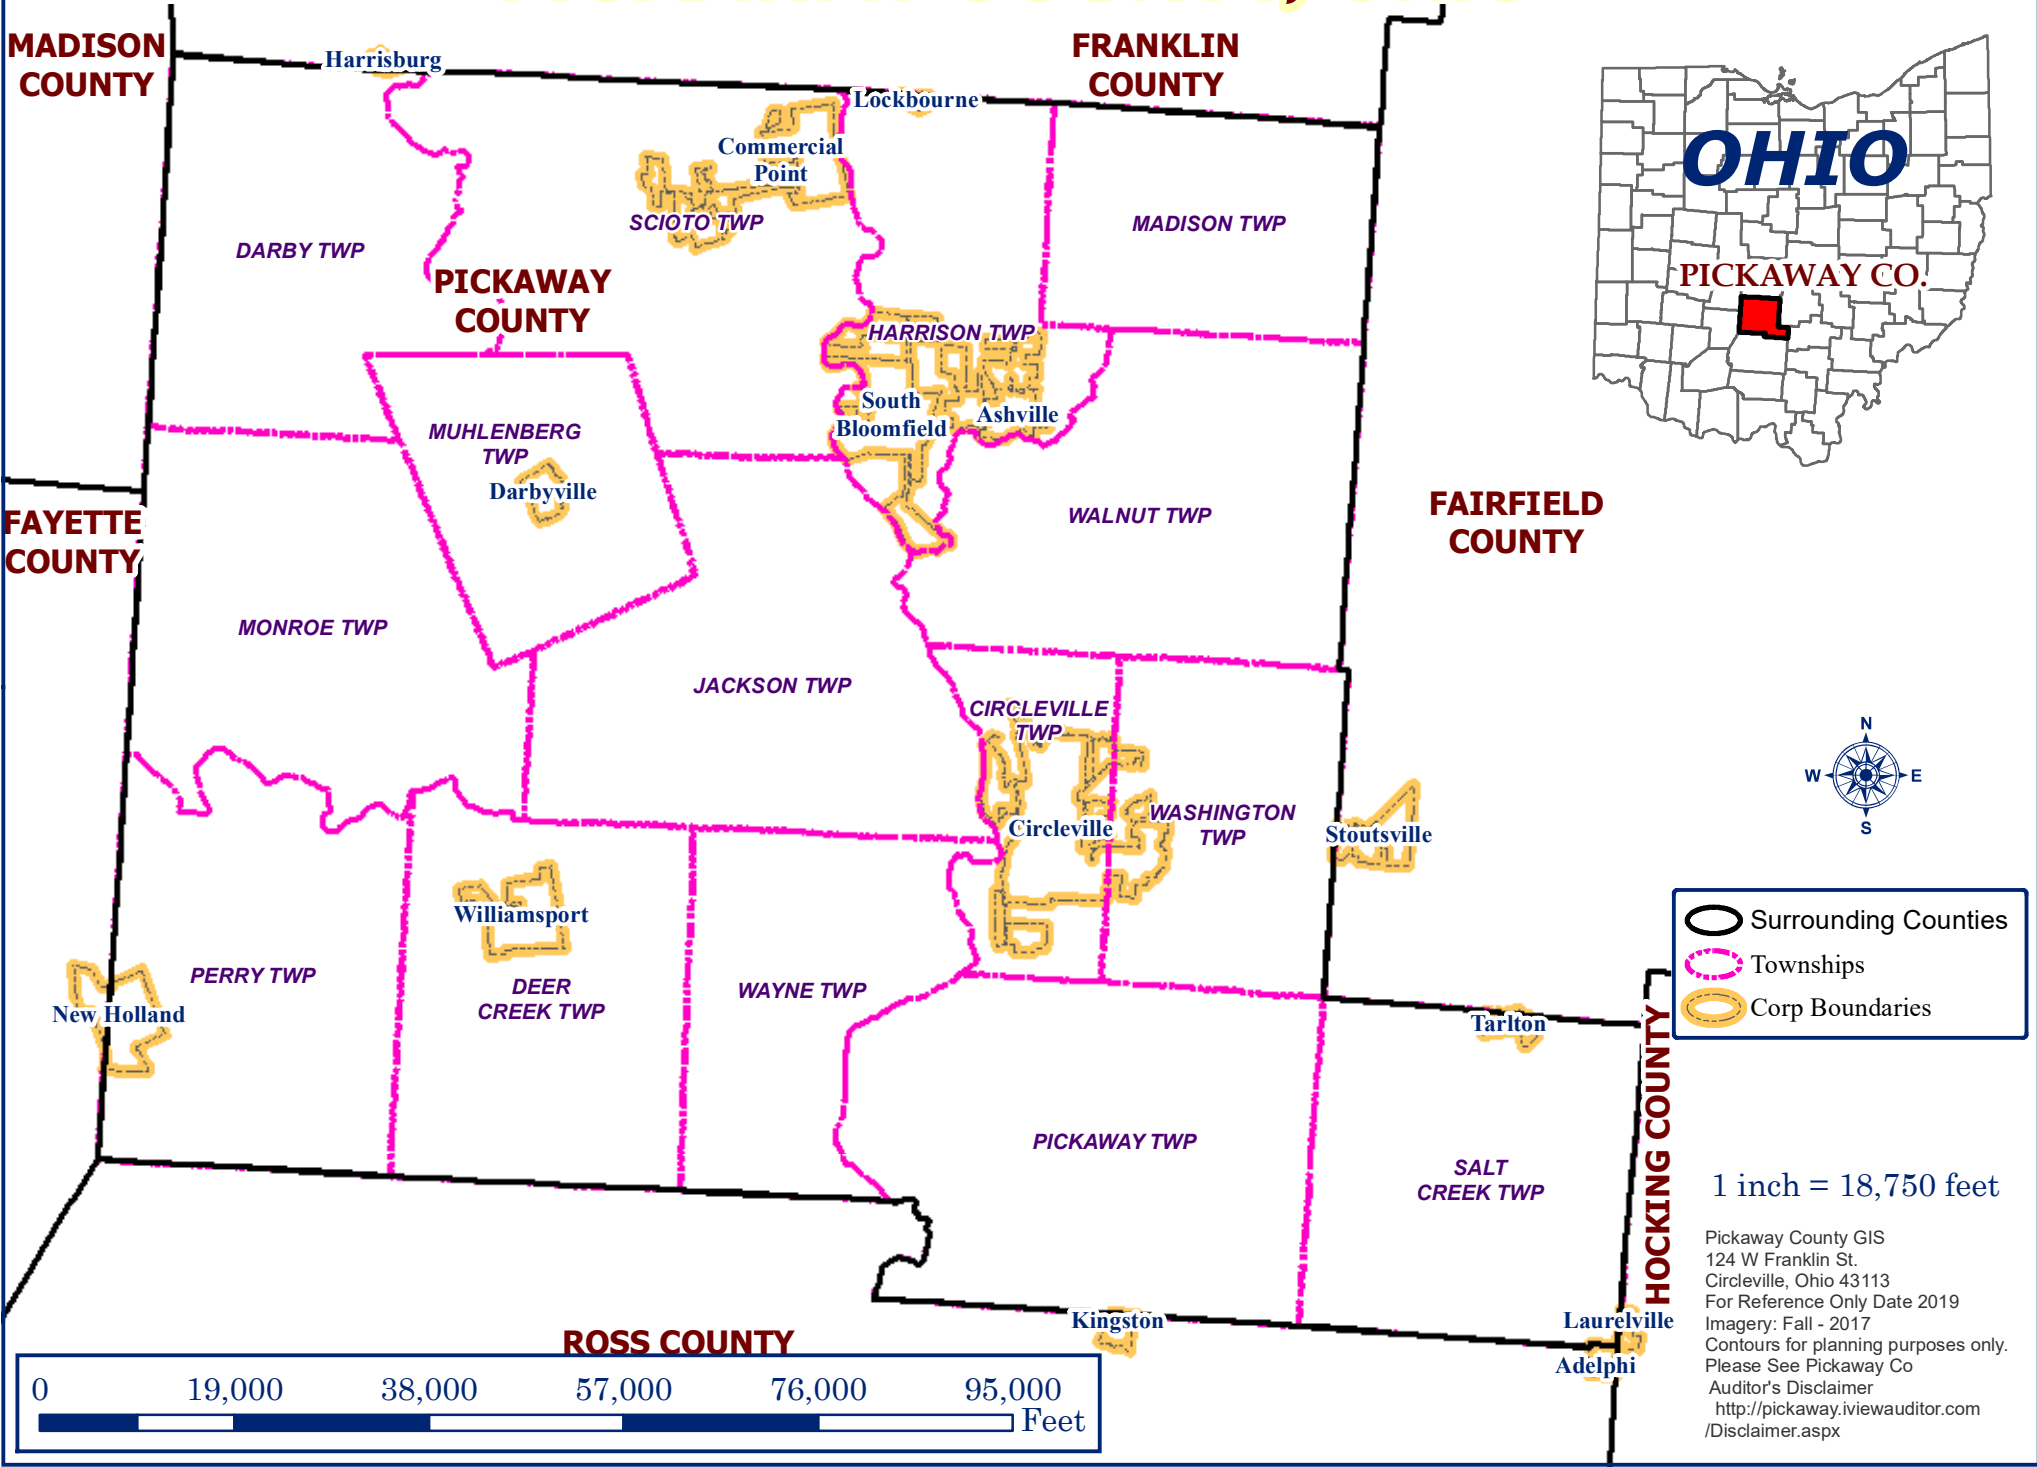 MADISON
COUNTY
Harrisburg
FRANKLIN
COUNTY
Lockbourne
Commercial
Point
SCIOTO TWP
MADISON TWP
DARBY TWP
OHIO
PICKAWAY CO.
PICKAWAY
COUNTY
HARRISON TWP
South
Bloomfield
Ashville
MUHLENBERG
TWP
Darbyville
FAYETTE
COUNTY
WALNUT TWP
FAIRFIELD
COUNTY
MONROE TWP
JACKSON TWP
CIRCLEVILLE
TWP
Circleville
WASHINGTON
TWP
Stoutsville
N
W
E
S
Williamsport
PERRY TWP
New Holland
DEER
CREEK TWP
WAYNE TWP
Surrounding Counties
Townships
Corp Boundaries
Tarlton
HOCKING COUNTY
PICKAWAY TWP
SALT
CREEK TWP
1 inch = 18,750 feet
Pickaway County GIS
124 W Franklin St.
Circleville, Ohio 43113
For Reference Only Date 2019
Imagery: Fall - 2017
Contours for planning purposes only.
Please See Pickaway Co
Auditor's Disclaimer
http://pickaway.iviewauditor.com
/Disclaimer.aspx
Kingston
Laurelville
Adelphi
ROSS COUNTY
0 19,000 38,000 57,000 76,000 95,000
Feet